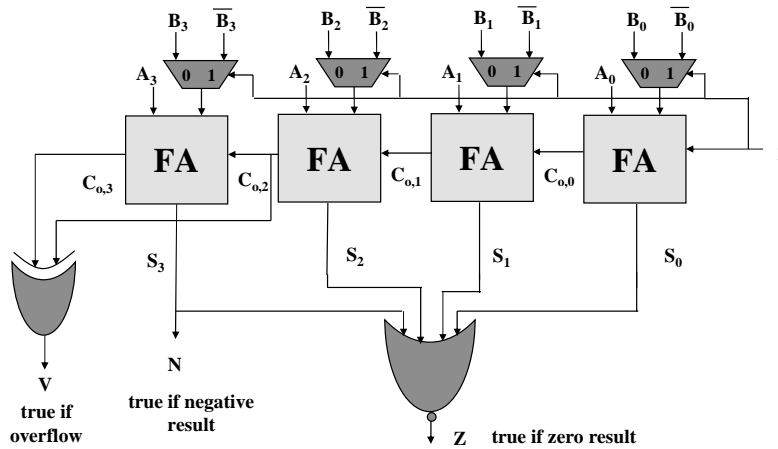 B₃ B̅₃ B₂ B̅₂ B₁ B̅₁ B₀ B̅₀
A₃ 0 1 A₂ 0 1 A₁ 0 1 A₀ 0 1
FA FA FA FA
Cₒ,₃ Cₒ,₂ Cₒ,₁ Cₒ,₀
S₃ S₂ S₁ S₀
V N
true if
overflow
true if negative
result
Z true if zero result